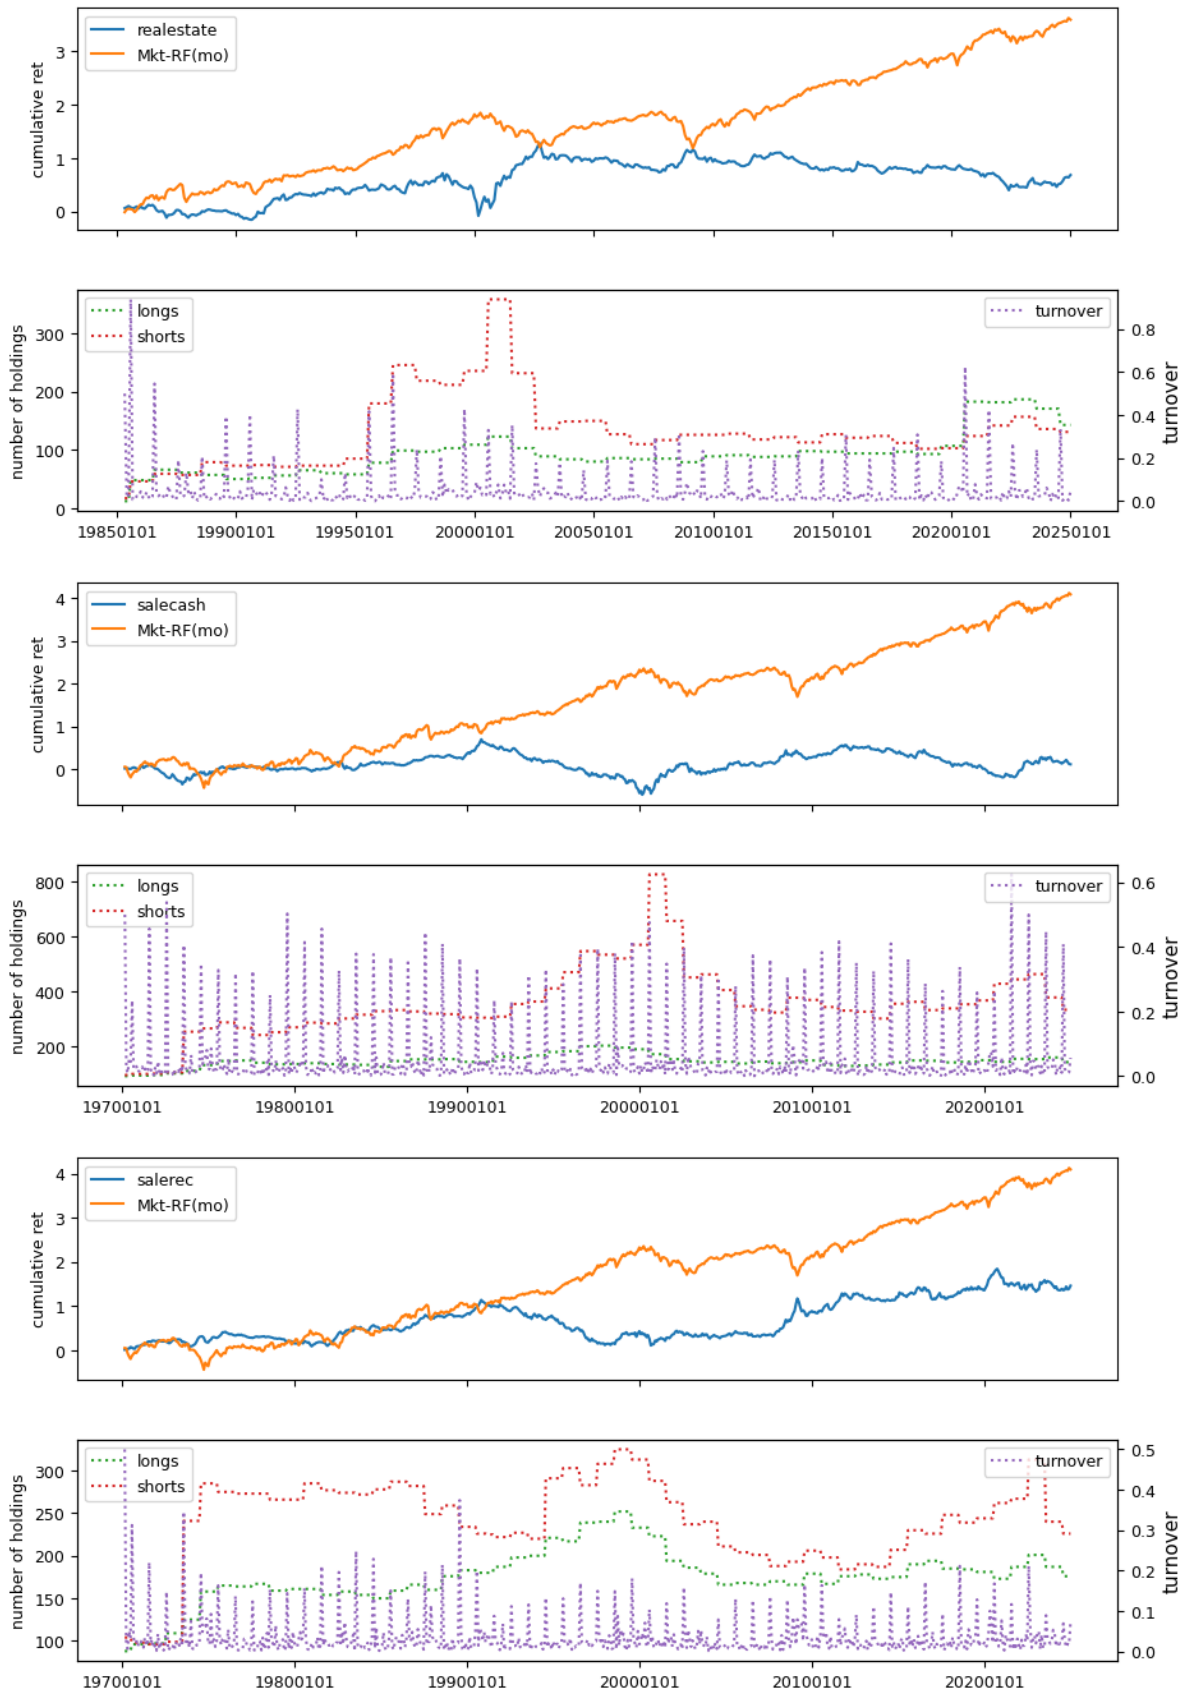 realestate
Mkt-RF(mo)
cumulative ret
3
2
1
0
longs
shorts
turnover
number of holdings
turnover
300
200
100
0
0.8
0.6
0.4
0.2
0.0
19850101 19900101 19950101 20000101 20050101 20100101 20150101 20200101 20250101
salecash
Mkt-RF(mo)
cumulative ret
4
3
2
1
0
longs
shorts
turnover
number of holdings
turnover
800
600
400
200
0.6
0.4
0.2
0.0
19700101 19800101 19900101 20000101 20100101 20200101
salerec
Mkt-RF(mo)
cumulative ret
4
3
2
1
0
longs
shorts
turnover
number of holdings
turnover
300
250
200
150
100
0.5
0.4
0.3
0.2
0.1
0.0
19700101 19800101 19900101 20000101 20100101 20200101